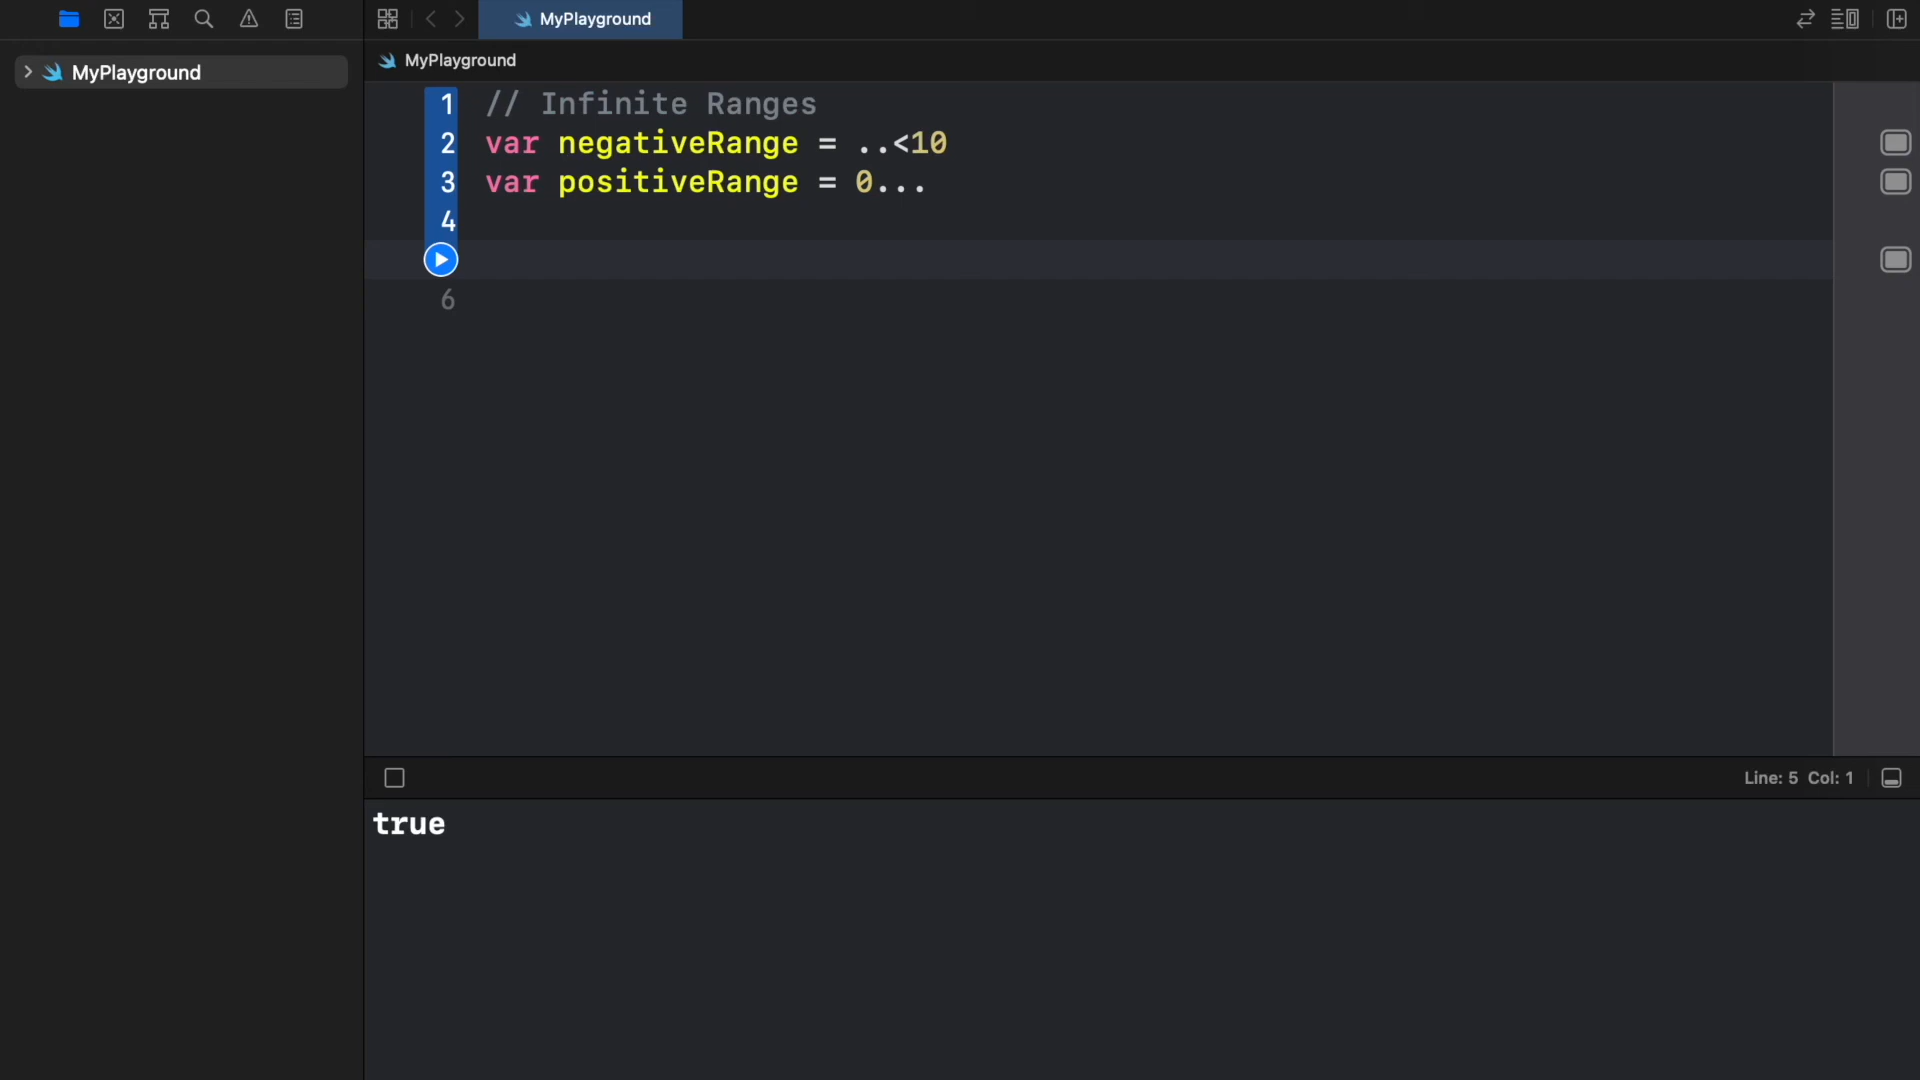 MyPlayground
MyPlayground
MyPlayground
1 // Infinite Ranges
2 var negativeRange = ..<10
3 var positiveRange = 0...
4
6
Line: 5 Col: 1
true